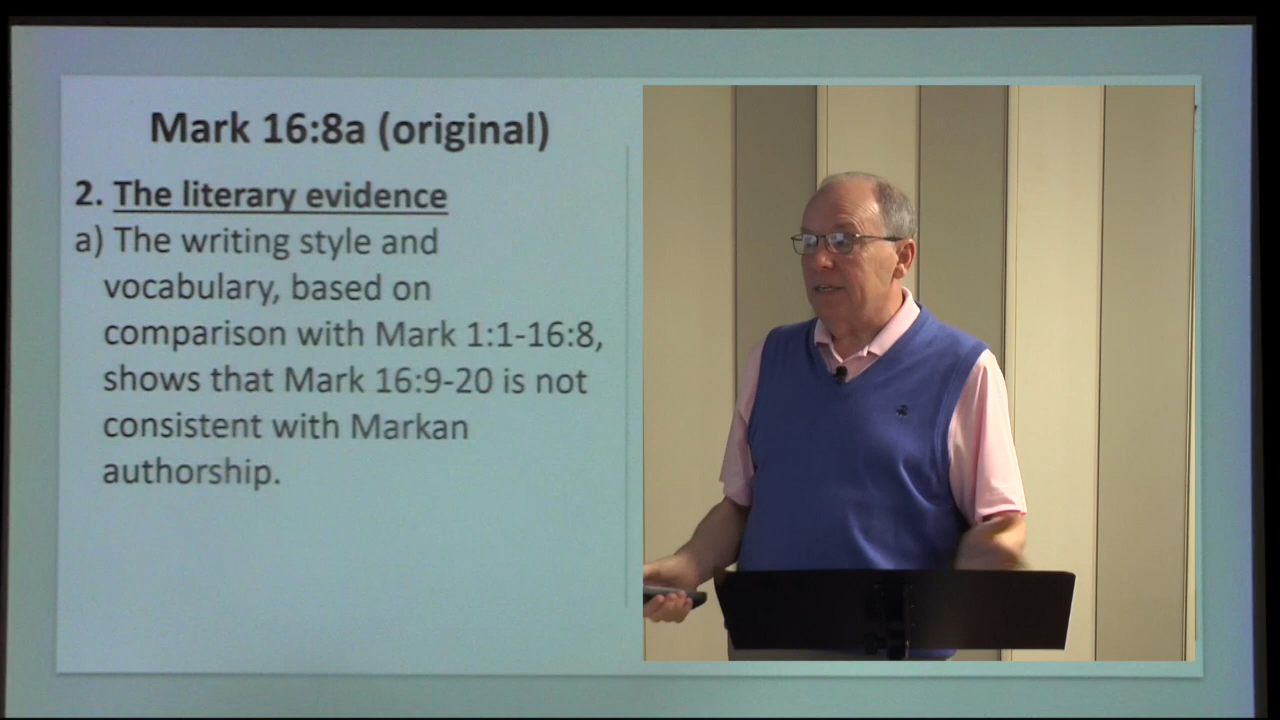 Mark 16:8a (original)
2. The literary evidence
a) The writing style and
vocabulary, based on
comparison with Mark 1:1-16:8,
shows that Mark 16:9-20 is not
consistent with Markan
authorship.